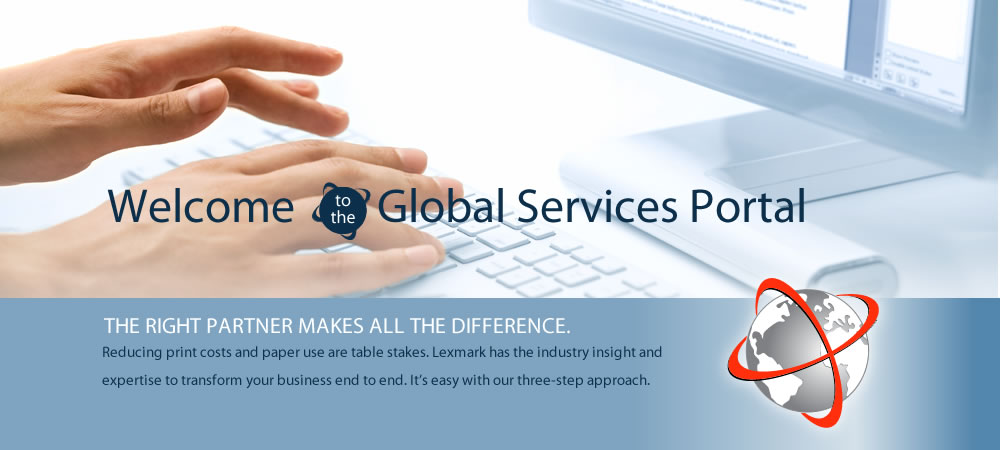 Welcome to the Global Services Portal
THE RIGHT PARTNER MAKES ALL THE DIFFERENCE.
Reducing print costs and paper use are table stakes. Lexmark has the industry insight and
expertise to transform your business end to end. It’s easy with our three-step approach.